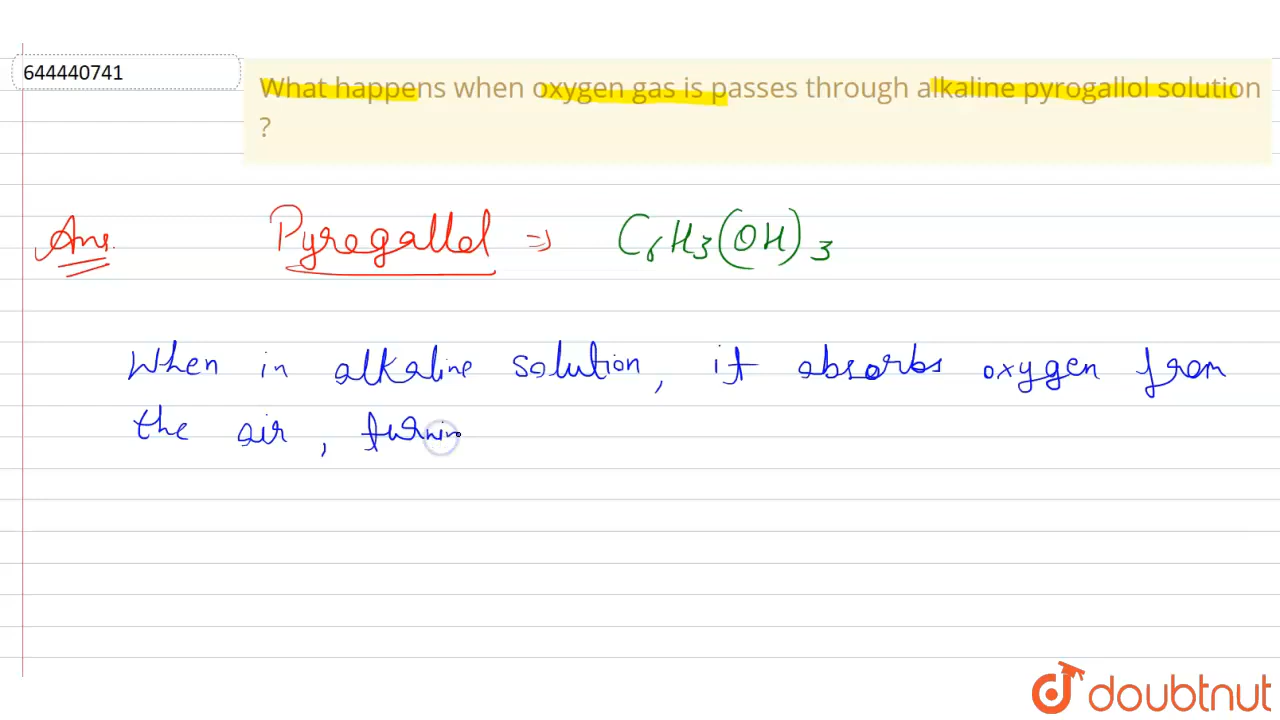 644440741
What happens when oxygen gas is passes through alkaline pyrogallol solution
?
Ans. Pyrogallol ⇒ C6H3(OH)3
When in alkaline solution, it absorbs oxygen from
the air, turnin
doubtnut